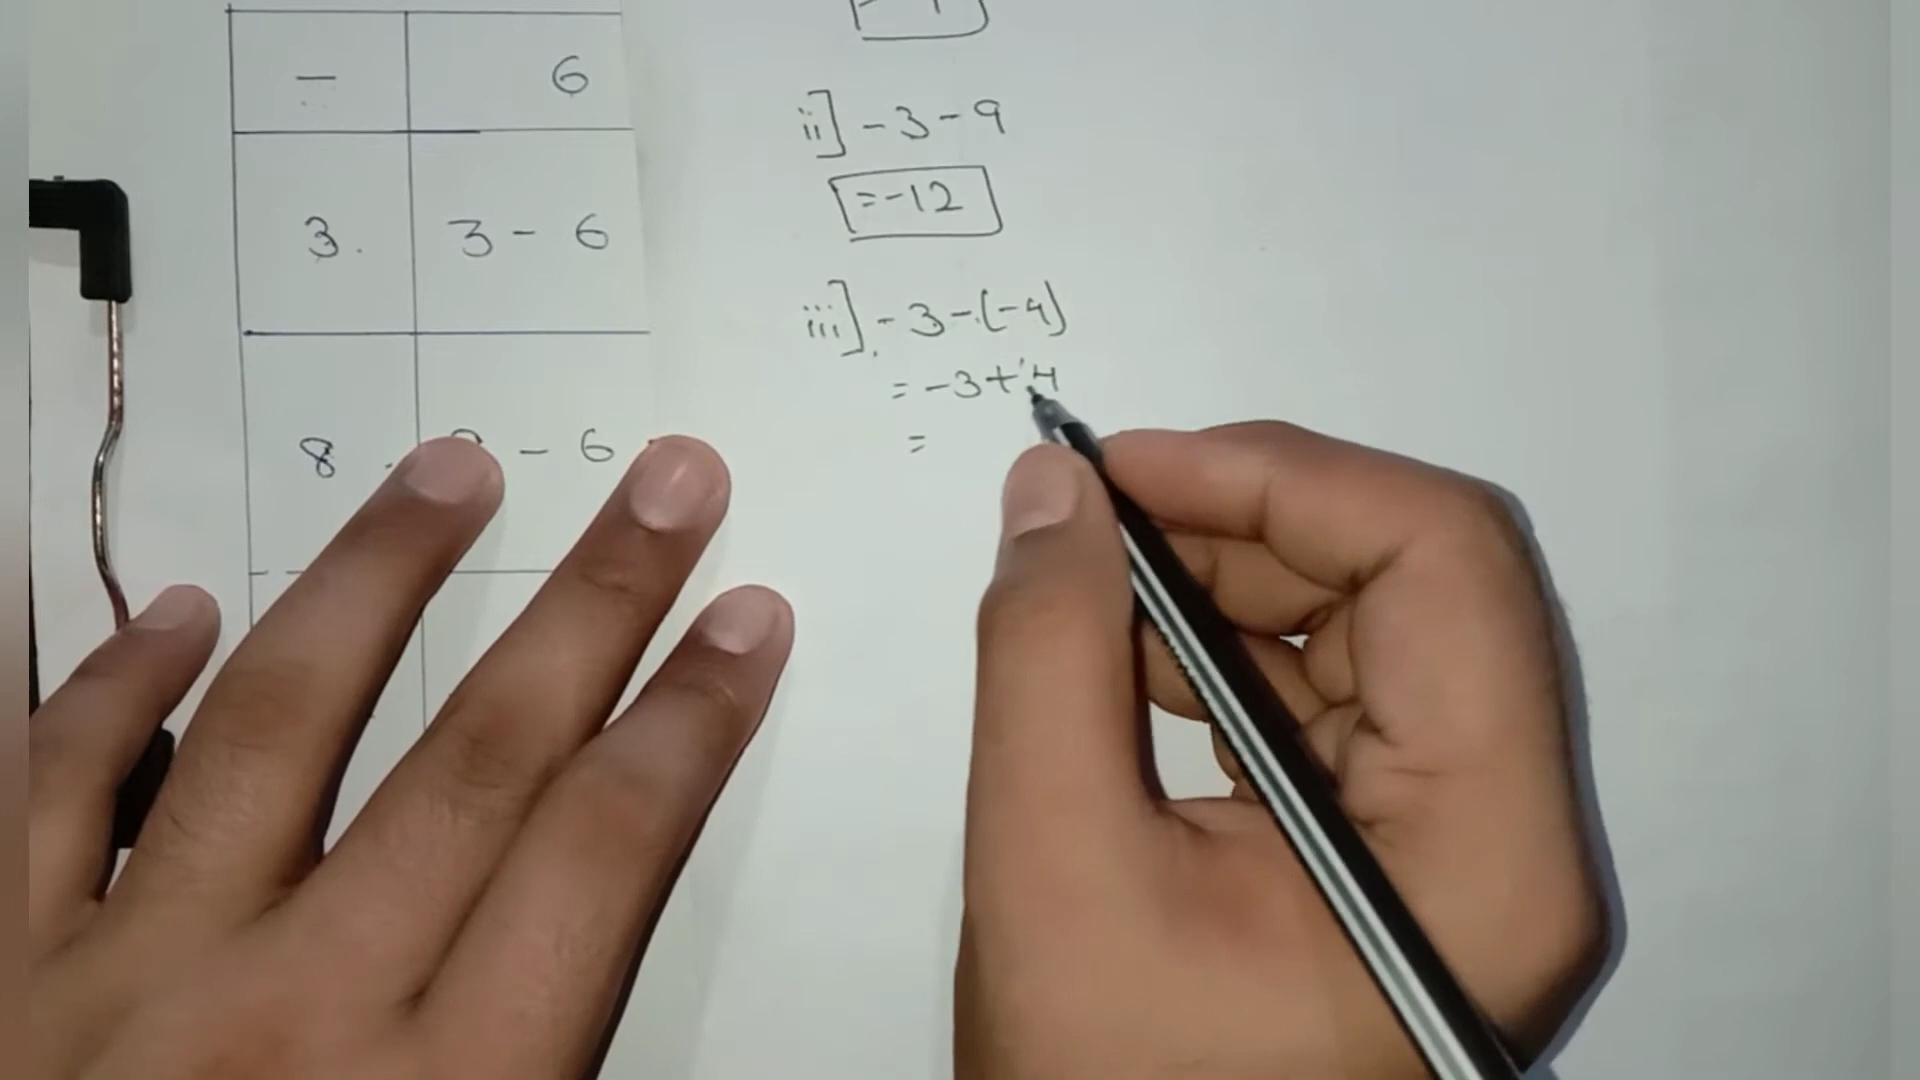 - 6
3. 3 - 6
8 - 6
ii] -3-9
=-12
iii] -3-(-4)
= -3+4
=